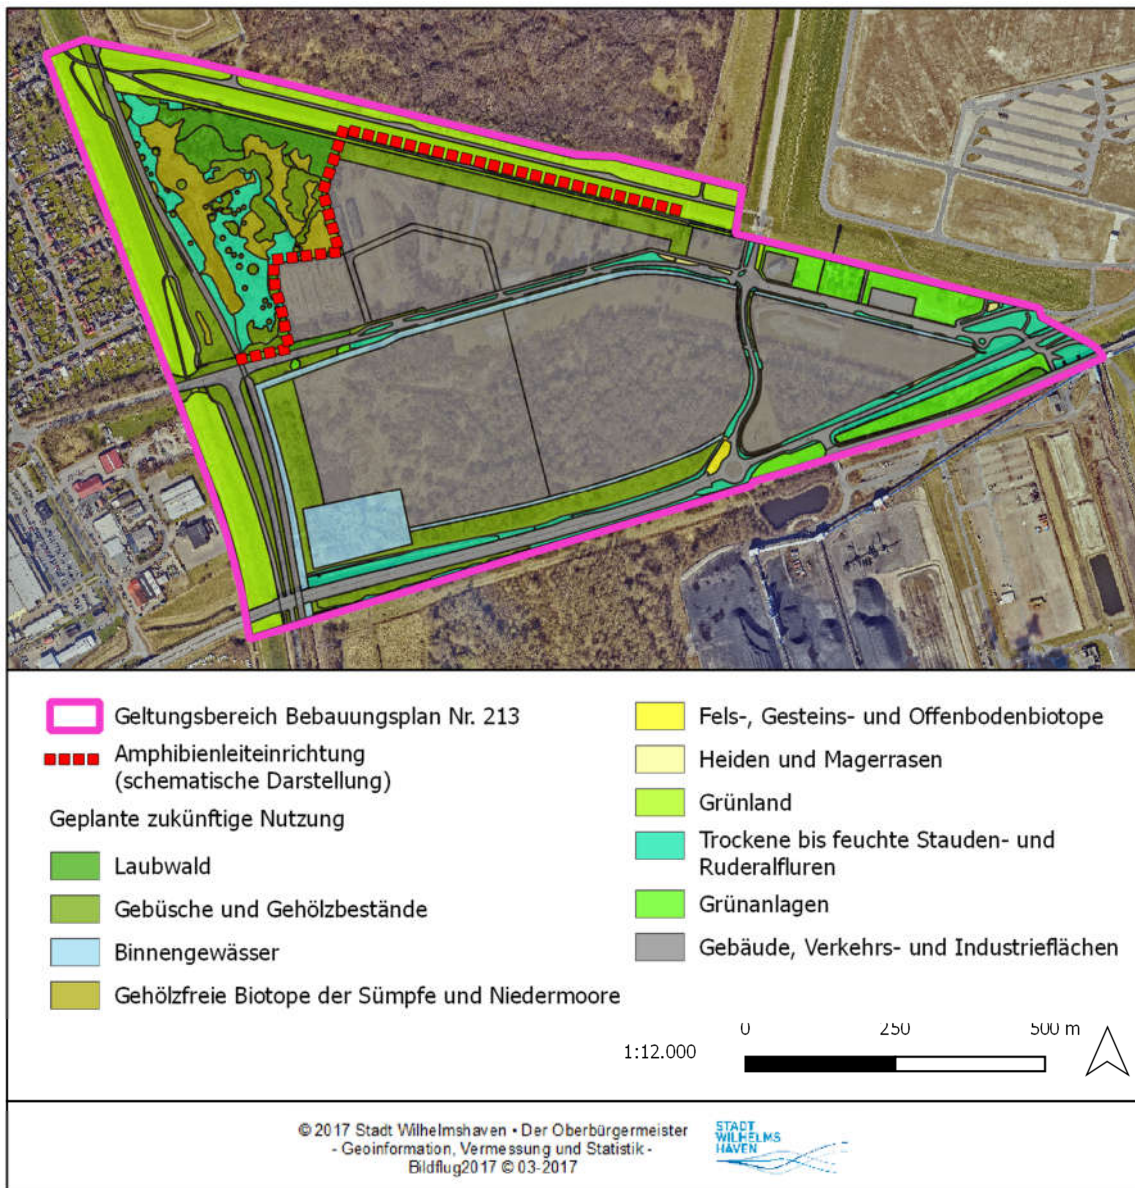 Geltungsbereich Bebauungsplan Nr. 213
Amphibienleiteinrichtung
(schematische Darstellung)
Geplante zukünftige Nutzung
Laubwald
Gebüsche und Gehölzbestände
Binnengewässer
Gehölzfreie Biotope der Sümpfe und Niedermoore
Fels-, Gesteins- und Offenbodenbiotope
Heiden und Magerrasen
Grünland
Trockene bis feuchte Stauden- und
Ruderalfluren
Grünanlagen
Gebäude, Verkehrs- und Industrieflächen
1:12.000
0 250 500 m
© 2017 Stadt Wilhelmshaven • Der Oberbürgermeister
- Geoinformation, Vermessung und Statistik -
Bildflug2017 © 03-2017
STADT
WILHELMS
HAVEN